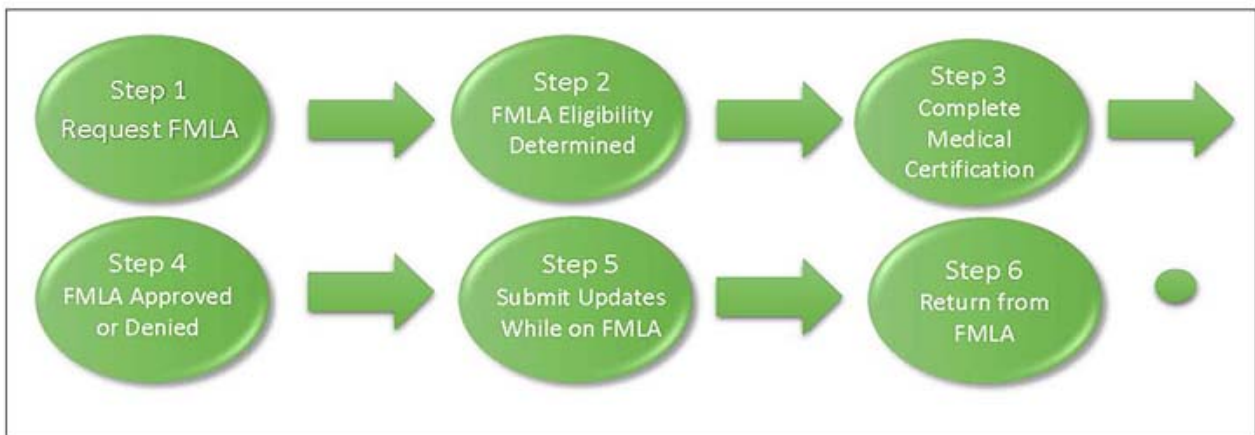 Step 1
Request FMLA
Step 2
FMLA Eligibility
Determined
Step 3
Complete
Medical
Certification
Step 4
FMLA Approved
or Denied
Step 5
Submit Updates
While on FMLA
Step 6
Return from
FMLA